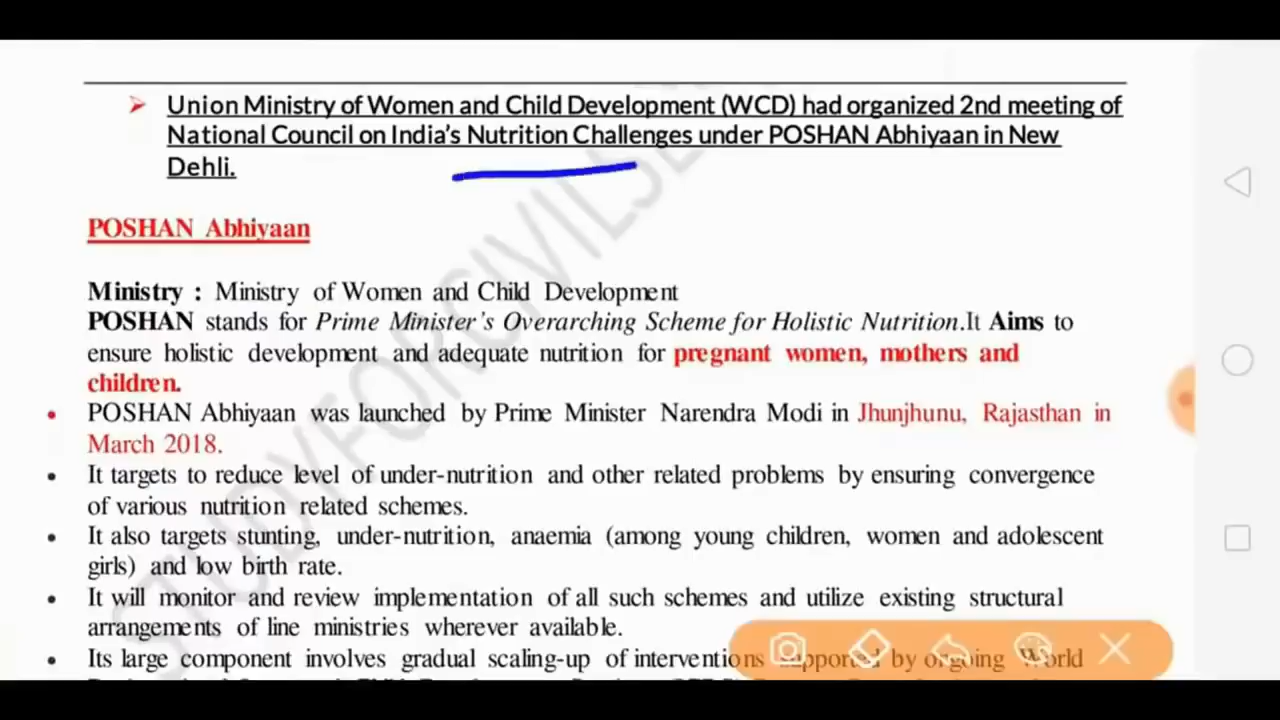 ➢ Union Ministry of Women and Child Development (WCD) had organized 2nd meeting of
National Council on India's Nutrition Challenges under POSHAN Abhiyaan in New
Dehli.
POSHAN Abhiyaan
Ministry : Ministry of Women and Child Development
POSHAN stands for Prime Minister's Overarching Scheme for Holistic Nutrition.It Aims to
ensure holistic development and adequate nutrition for pregnant women, mothers and
children.
• POSHAN Abhiyaan was launched by Prime Minister Narendra Modi in Jhunjhunu, Rajasthan in
March 2018.
• It targets to reduce level of under-nutrition and other related problems by ensuring convergence
of various nutrition related schemes.
• It also targets stunting, under-nutrition, anaemia (among young children, women and adolescent
girls) and low birth rate.
• It will monitor and review implementation of all such schemes and utilize existing structural
arrangements of line ministries wherever available.
• Its large component involves gradual scaling-up of interventions supported by ongoing World